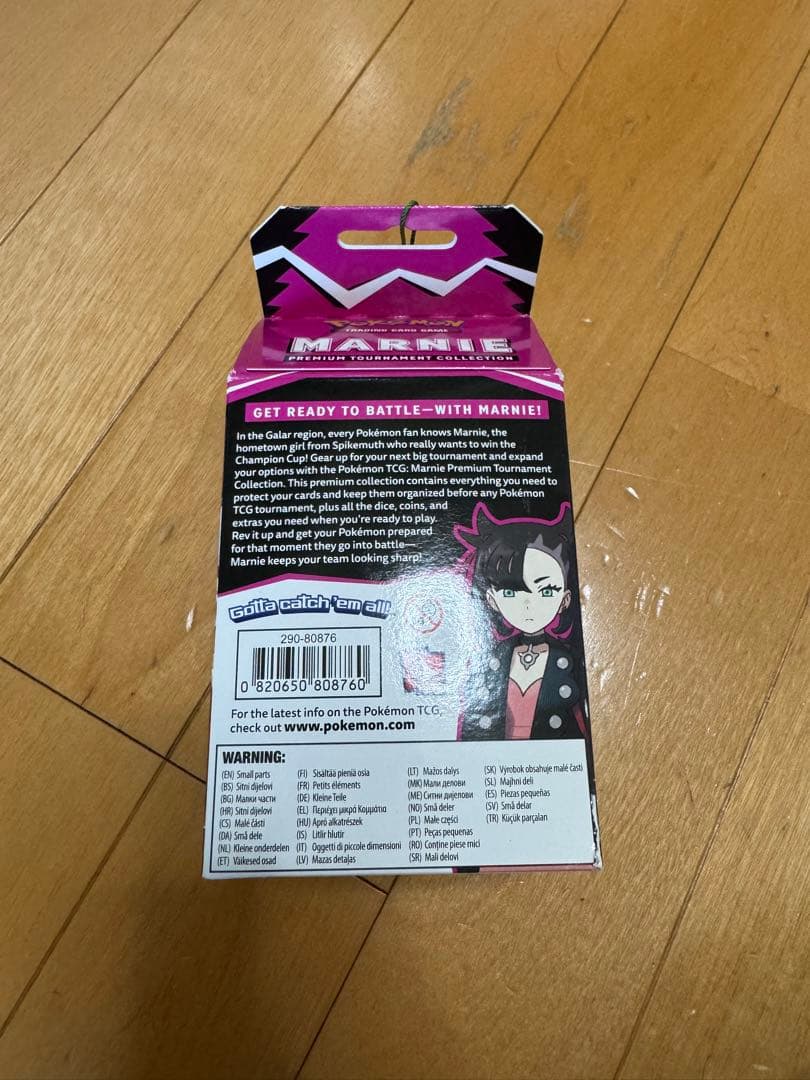 POKÉMON
TRADING CARD GAME
MARNIE
PREMIUM TOURNAMENT COLLECTION
GET READY TO BATTLE—WITH MARNIE!
In the Galar region, every Pokémon fan knows Marnie, the
hometown girl from Spikemuth who really wants to win the
Champion Cup! Gear up for your next big tournament and expand
your options with the Pokémon TCG: Marnie Premium Tournament
Collection. This premium collection contains everything you need to
protect your cards and keep them organized before any Pokémon
TCG tournament, plus all the dice, coins, and
extras you need when you're ready to play.
Rev it up and get your Pokémon prepared
for that moment they go into battle—
Marnie keeps your team looking sharp!
Gotta catch 'em all!
290-80876
0 820650 808760
For the latest info on the Pokémon TCG,
check out www.pokemon.com
WARNING:
(EN) Small parts
(BS) Sitni dijelovi
(BG) Малки части
(HR) Sitni dijelovi
(CS) Malé části
(DA) Små dele
(NL) Kleine onderdelen
(ET) Väikesed osad
(FI) Sisältää pieniä osia
(FR) Petits éléments
(DE) Kleine Teile
(EL) Περιέχει μικρά Κομμάτια
(HU) Apró alkatrészek
(IS) Litlir hlutir
(IT) Oggetti di piccole dimensioni
(LV) Mazas detaļas
(LT) Mažos dalys
(MK) Мали делови
(ME) Ситни дијелови
(NO) Små deler
(PL) Małe części
(PT) Peças pequenas
(RO) Conține piese mici
(SR) Mali delovi
(SK) Výrobok obsahuje malé časti
(SL) Majhni deli
(ES) Piezas pequeñas
(SV) Små delar
(TR) Küçük parçaları